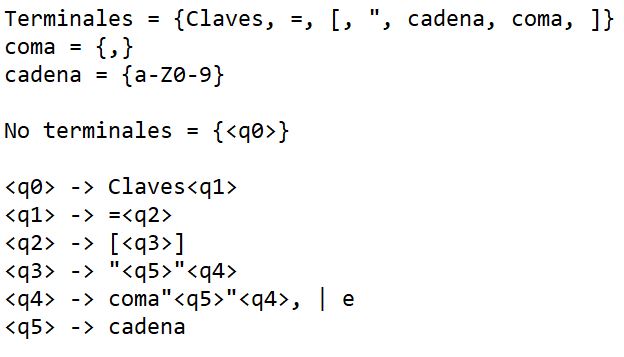 Terminales = {Claves, =, [, ", cadena, coma, ]}
coma = {,}
cadena = {a-Z0-9}
No terminales = {<q0>}
<q0> -> Claves<q1>
<q1> -> =<q2>
<q2> -> [<q3>]
<q3> -> "<q5>"<q4>
<q4> -> coma"<q5>"<q4>, | e
<q5> -> cadena